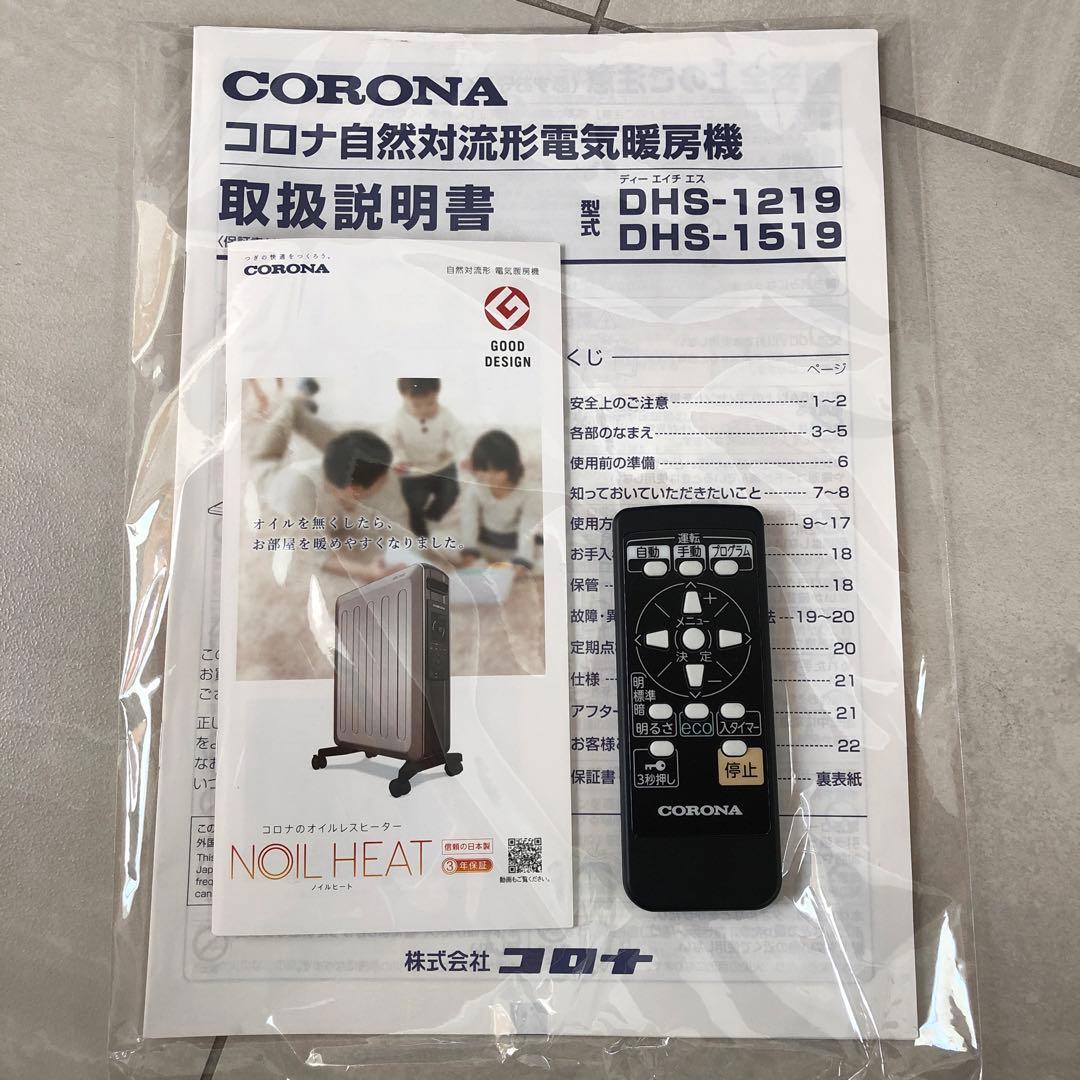 CORONA
コロナ自然対流形電気暖房機
取扱説明書
型式
ディー エイチ エス
DHS-1219
DHS-1519
つぎの快適をつくろう。
CORONA
自然対流形 電気暖房機
GOOD
DESIGN
オイルを無くしたら、
お部屋を暖めやすくなりました。
コロナのオイルレスヒーター
NOIL HEAT
ノイルヒート
信頼の日本製
3年保証
動画もご覧ください。
くじ
ページ
安全上のご注意 1～2
各部のなまえ 3～5
使用前の準備 6
知っておいていただきたいこと 7～8
使用方 9～17
お手入 18
保管 18
故障・異 法 19～20
定期点 20
仕様 21
アフター 21
お客様 22
保証書 裏表紙
運転
自動
手動
プログラム
＋
メニュー
決定
－
明
標準
暗
明るさ
eco
入タイマー
3秒押し
停止
CORONA
株式会社 コロナ